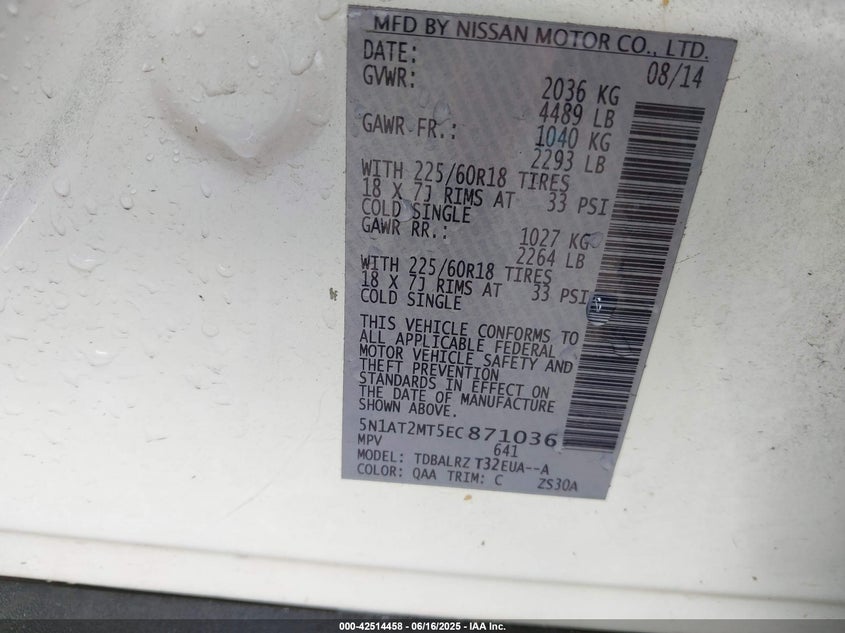 MFD BY NISSAN MOTOR CO., LTD.
DATE: 08/14
GVWR: 2036 KG
4489 LB
GAWR FR.: 1040 KG
2293 LB
WITH 225/60R18 TIRES
18 X 7J RIMS AT 33 PSI
COLD SINGLE
GAWR RR.: 1027 KG
2264 LB
WITH 225/60R18 TIRES
18 X 7J RIMS AT 33 PSI
COLD SINGLE
THIS VEHICLE CONFORMS TO
ALL APPLICABLE FEDERAL
MOTOR VEHICLE SAFETY AND
THEFT PREVENTION
STANDARDS IN EFFECT ON
THE DATE OF MANUFACTURE
SHOWN ABOVE.
5N1AT2MT5EC871036
MPV 641
MODEL: TDBALRZ T32EUA--A
COLOR: QAA TRIM: C ZS30A
000-42514458 - 06/16/2025 - IAA Inc.